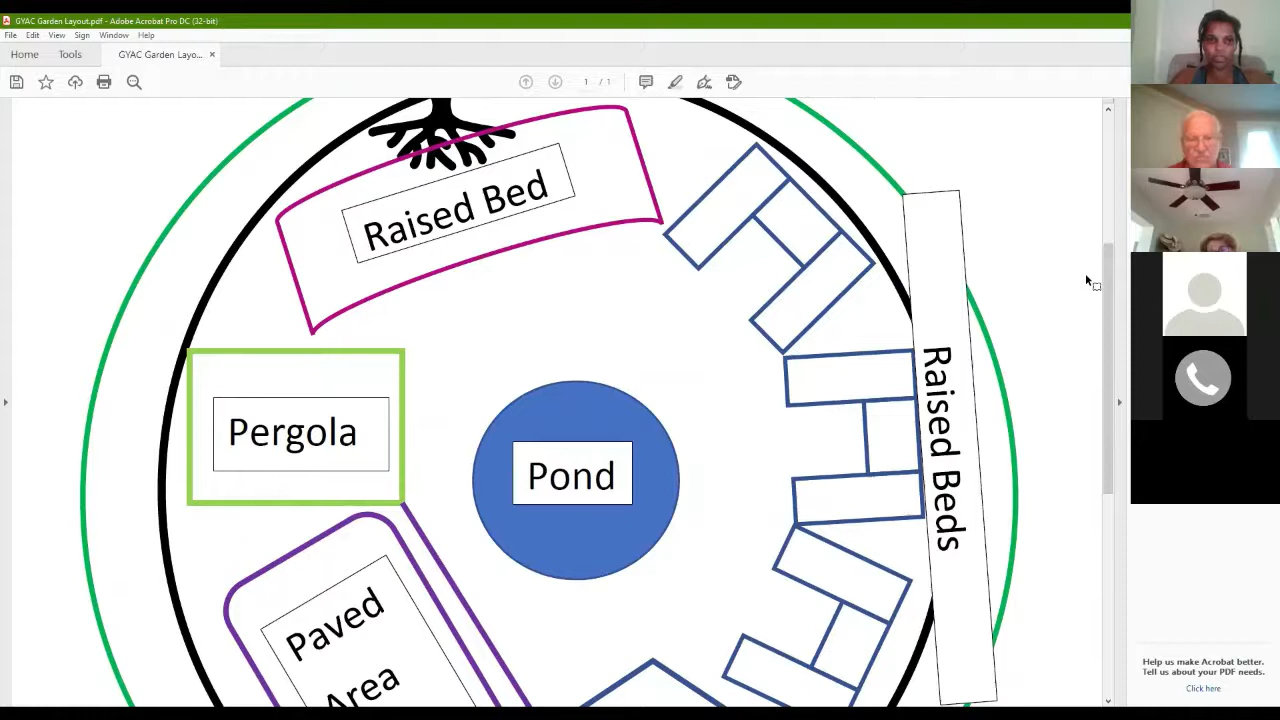 GYAC Garden Layout.pdf - Adobe Acrobat Pro DC (32-bit)
File Edit View Sign Window Help
Home Tools GYAC Garden Layo... ×
1 / 1
Raised Bed
Raised Beds
Pergola
Pond
Paved
Area
Help us make Acrobat better.
Tell us about your PDF needs.
Click here